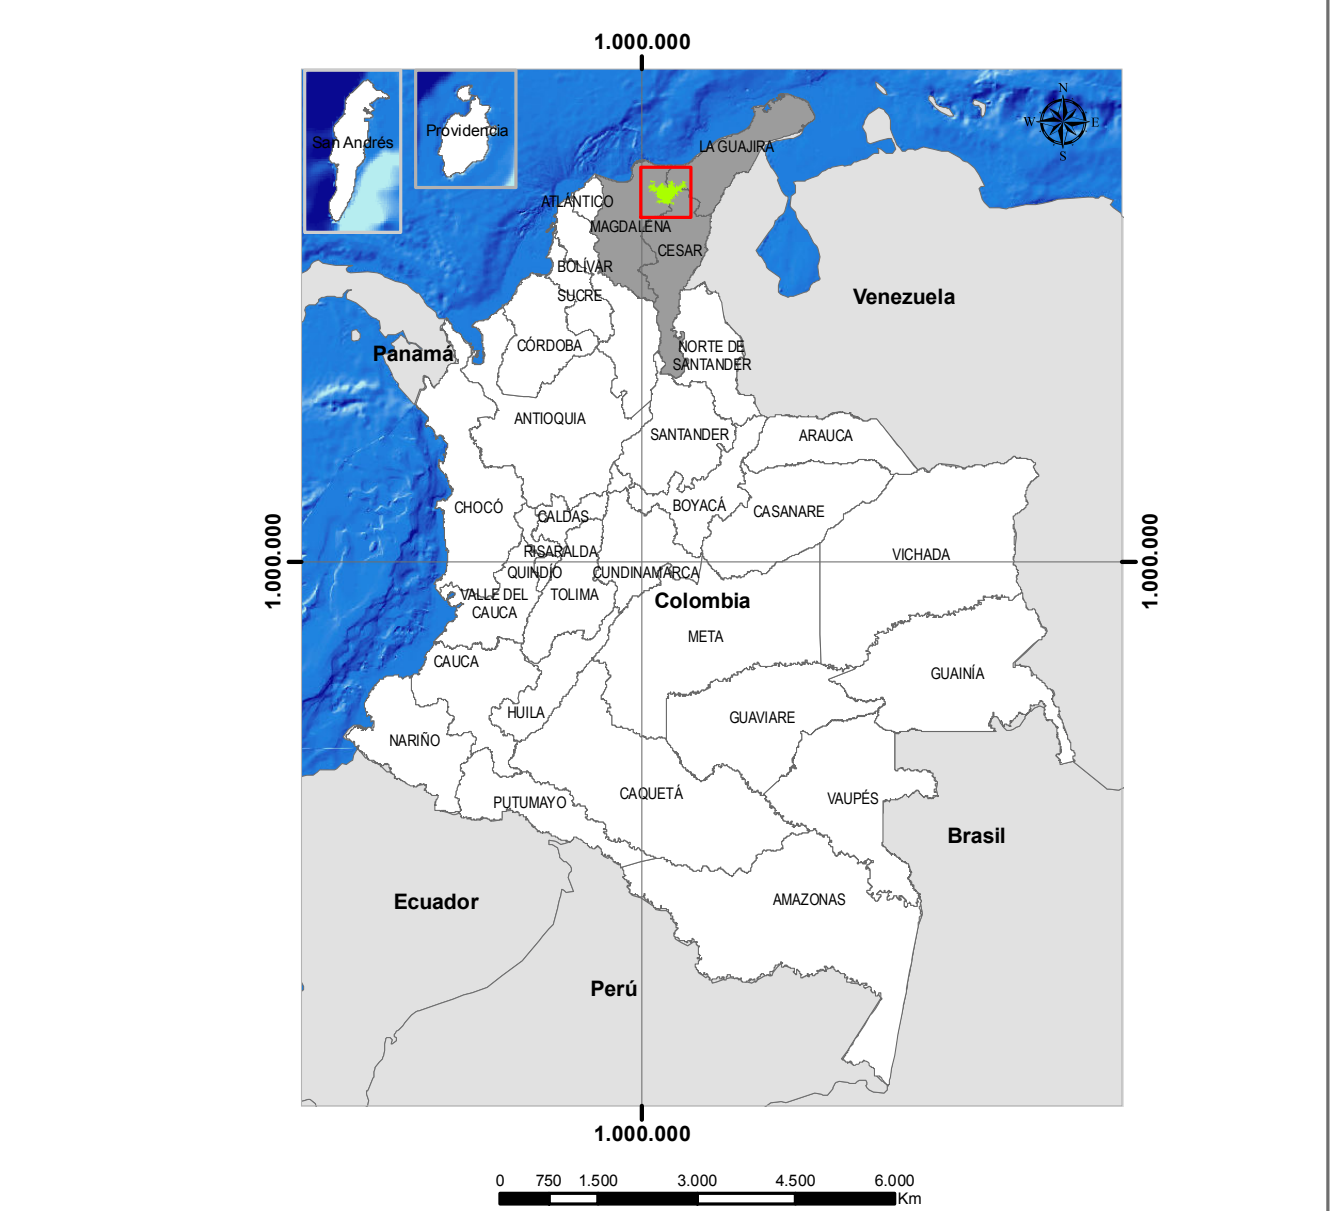 1.000.000
San Andrés
Providencia
N
W
E
S
LA GUAJIRA
ATLÁNTICO
MAGDALENA
CESAR
BOLÍVAR
SUCRE
Venezuela
CÓRDOBA
NORTE DE
SANTANDER
Panamá
ANTIOQUIA
SANTANDER
ARAUCA
CHOCÓ
CALDAS
BOYACÁ
CASANARE
RISARALDA
VICHADA
1.000.000
1.000.000
QUINDÍO
CUNDINAMARCA
VALLE DEL
CAUCA
TOLIMA
Colombia
META
CAUCA
GUAINÍA
HUILA
GUAVIARE
NARIÑO
CAQUETÁ
PUTUMAYO
VAUPÉS
Brasil
Ecuador
AMAZONAS
Perú
1.000.000
0 750 1.500 3.000 4.500 6.000
Km